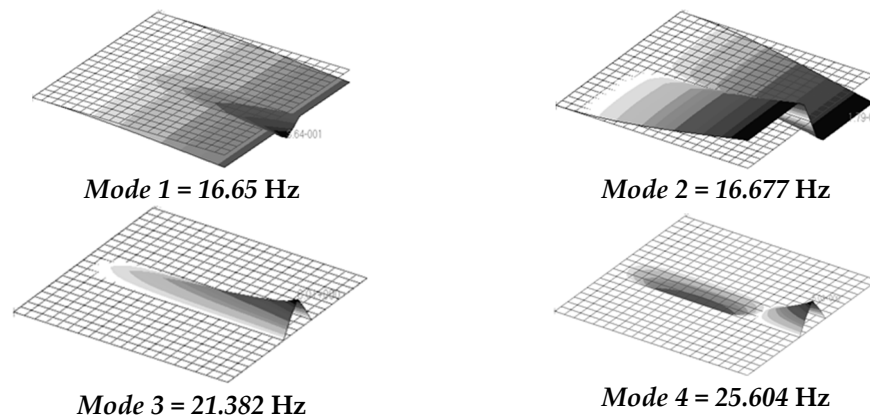 Mode 1 = 16.65 Hz
Mode 2 = 16.677 Hz
Mode 3 = 21.382 Hz
Mode 4 = 25.604 Hz